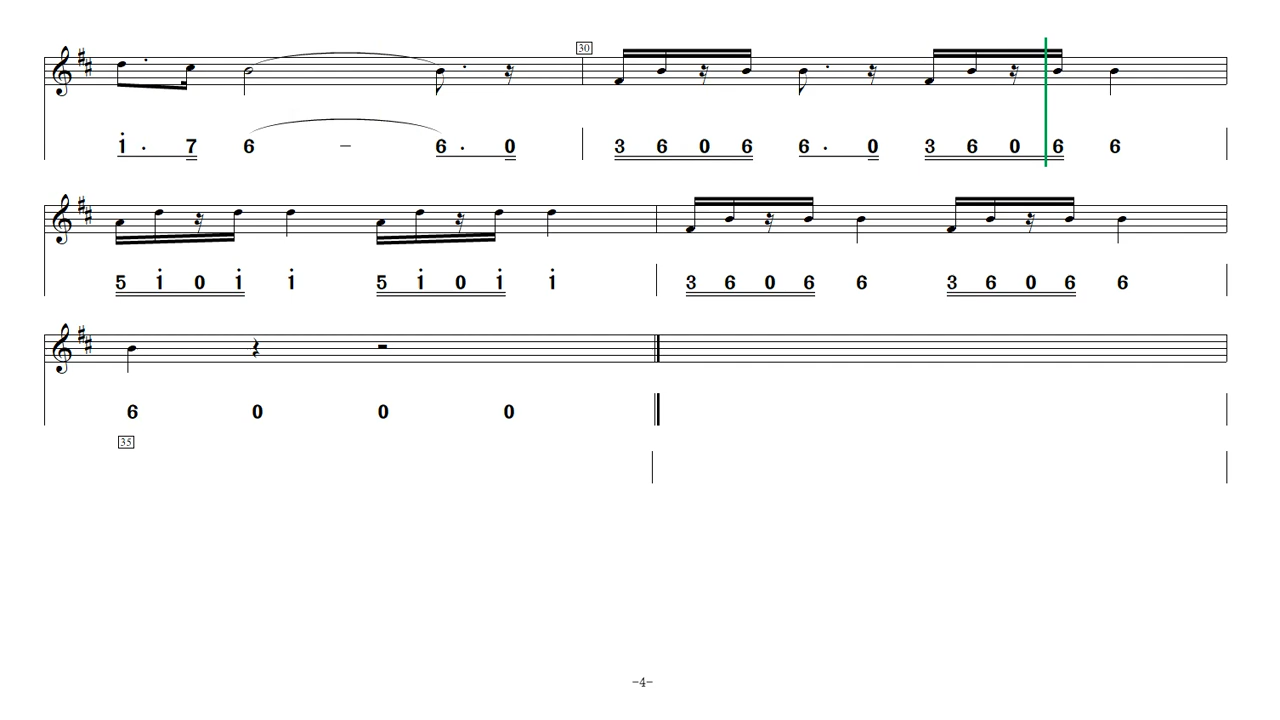 30
1̇ · 7 6 – 6 · 0 3 6 0 6 6 · 0 3 6 0 6 6
5 1̇ 0 1̇ 1̇ 5 1̇ 0 1̇ 1̇ 3 6 0 6 6 3 6 0 6 6
6 0 0 0
35
-4-